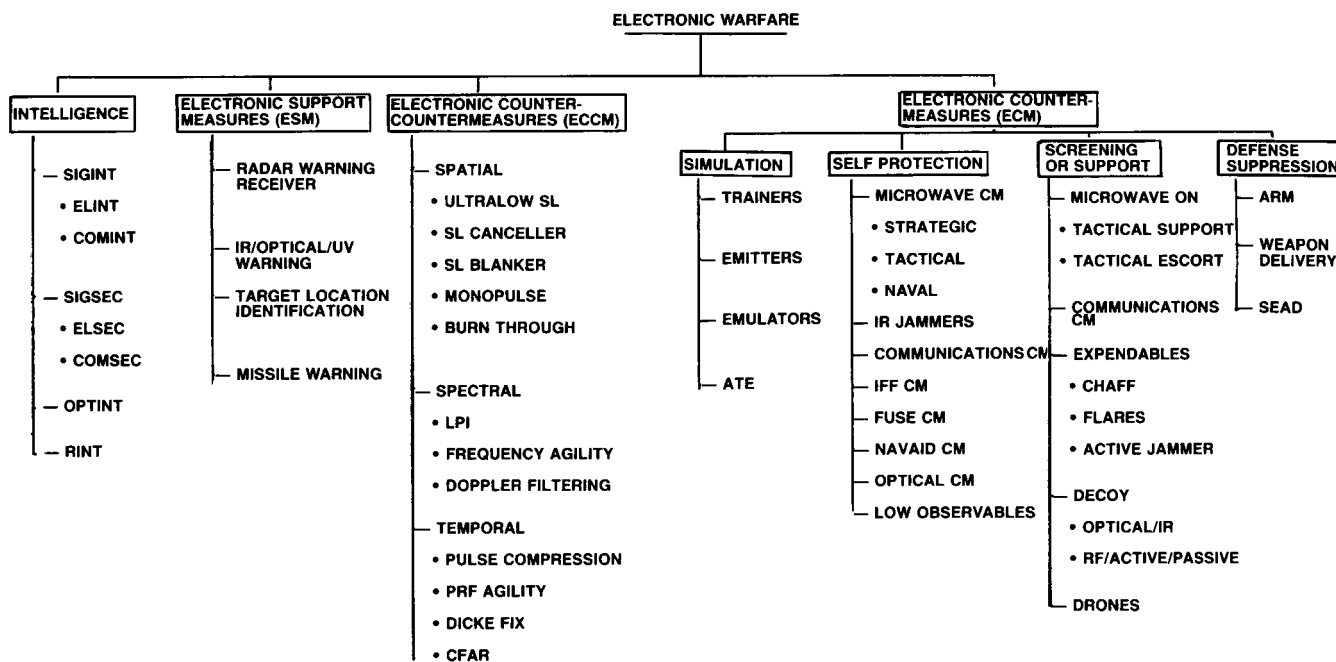 ELECTRONIC WARFARE
INTELLIGENCE
— SIGINT
• ELINT
• COMINT
— SIGSEC
• ELSEC
• COMSEC
— OPTINT
— RINT
ELECTRONIC SUPPORT
MEASURES (ESM)
— RADAR WARNING
RECEIVER
— IR/OPTICAL/UV
WARNING
— TARGET LOCATION
IDENTIFICATION
— MISSILE WARNING
ELECTRONIC COUNTER-
COUNTERMEASURES (ECCM)
— SPATIAL
• ULTRALOW SL
• SL CANCELLER
• SL BLANKER
• MONOPULSE
• BURN THROUGH
— SPECTRAL
• LPI
• FREQUENCY AGILITY
• DOPPLER FILTERING
— TEMPORAL
• PULSE COMPRESSION
• PRF AGILITY
• DICKE FIX
• CFAR
ELECTRONIC COUNTER-
MEASURES (ECM)
SIMULATION
— TRAINERS
— EMITTERS
— EMULATORS
— ATE
SELF PROTECTION
— MICROWAVE CM
• STRATEGIC
• TACTICAL
• NAVAL
— IR JAMMERS
— COMMUNICATIONS CM
— IFF CM
— FUSE CM
— NAVAID CM
— OPTICAL CM
— LOW OBSERVABLES
SCREENING
OR SUPPORT
— MICROWAVE ON
• TACTICAL SUPPORT
• TACTICAL ESCORT
— COMMUNICATIONS
CM
— EXPENDABLES
• CHAFF
• FLARES
• ACTIVE JAMMER
— DECOY
• OPTICAL/IR
• RF/ACTIVE/PASSIVE
— DRONES
DEFENSE
SUPPRESSION
— ARM
— WEAPON
DELIVERY
— SEAD